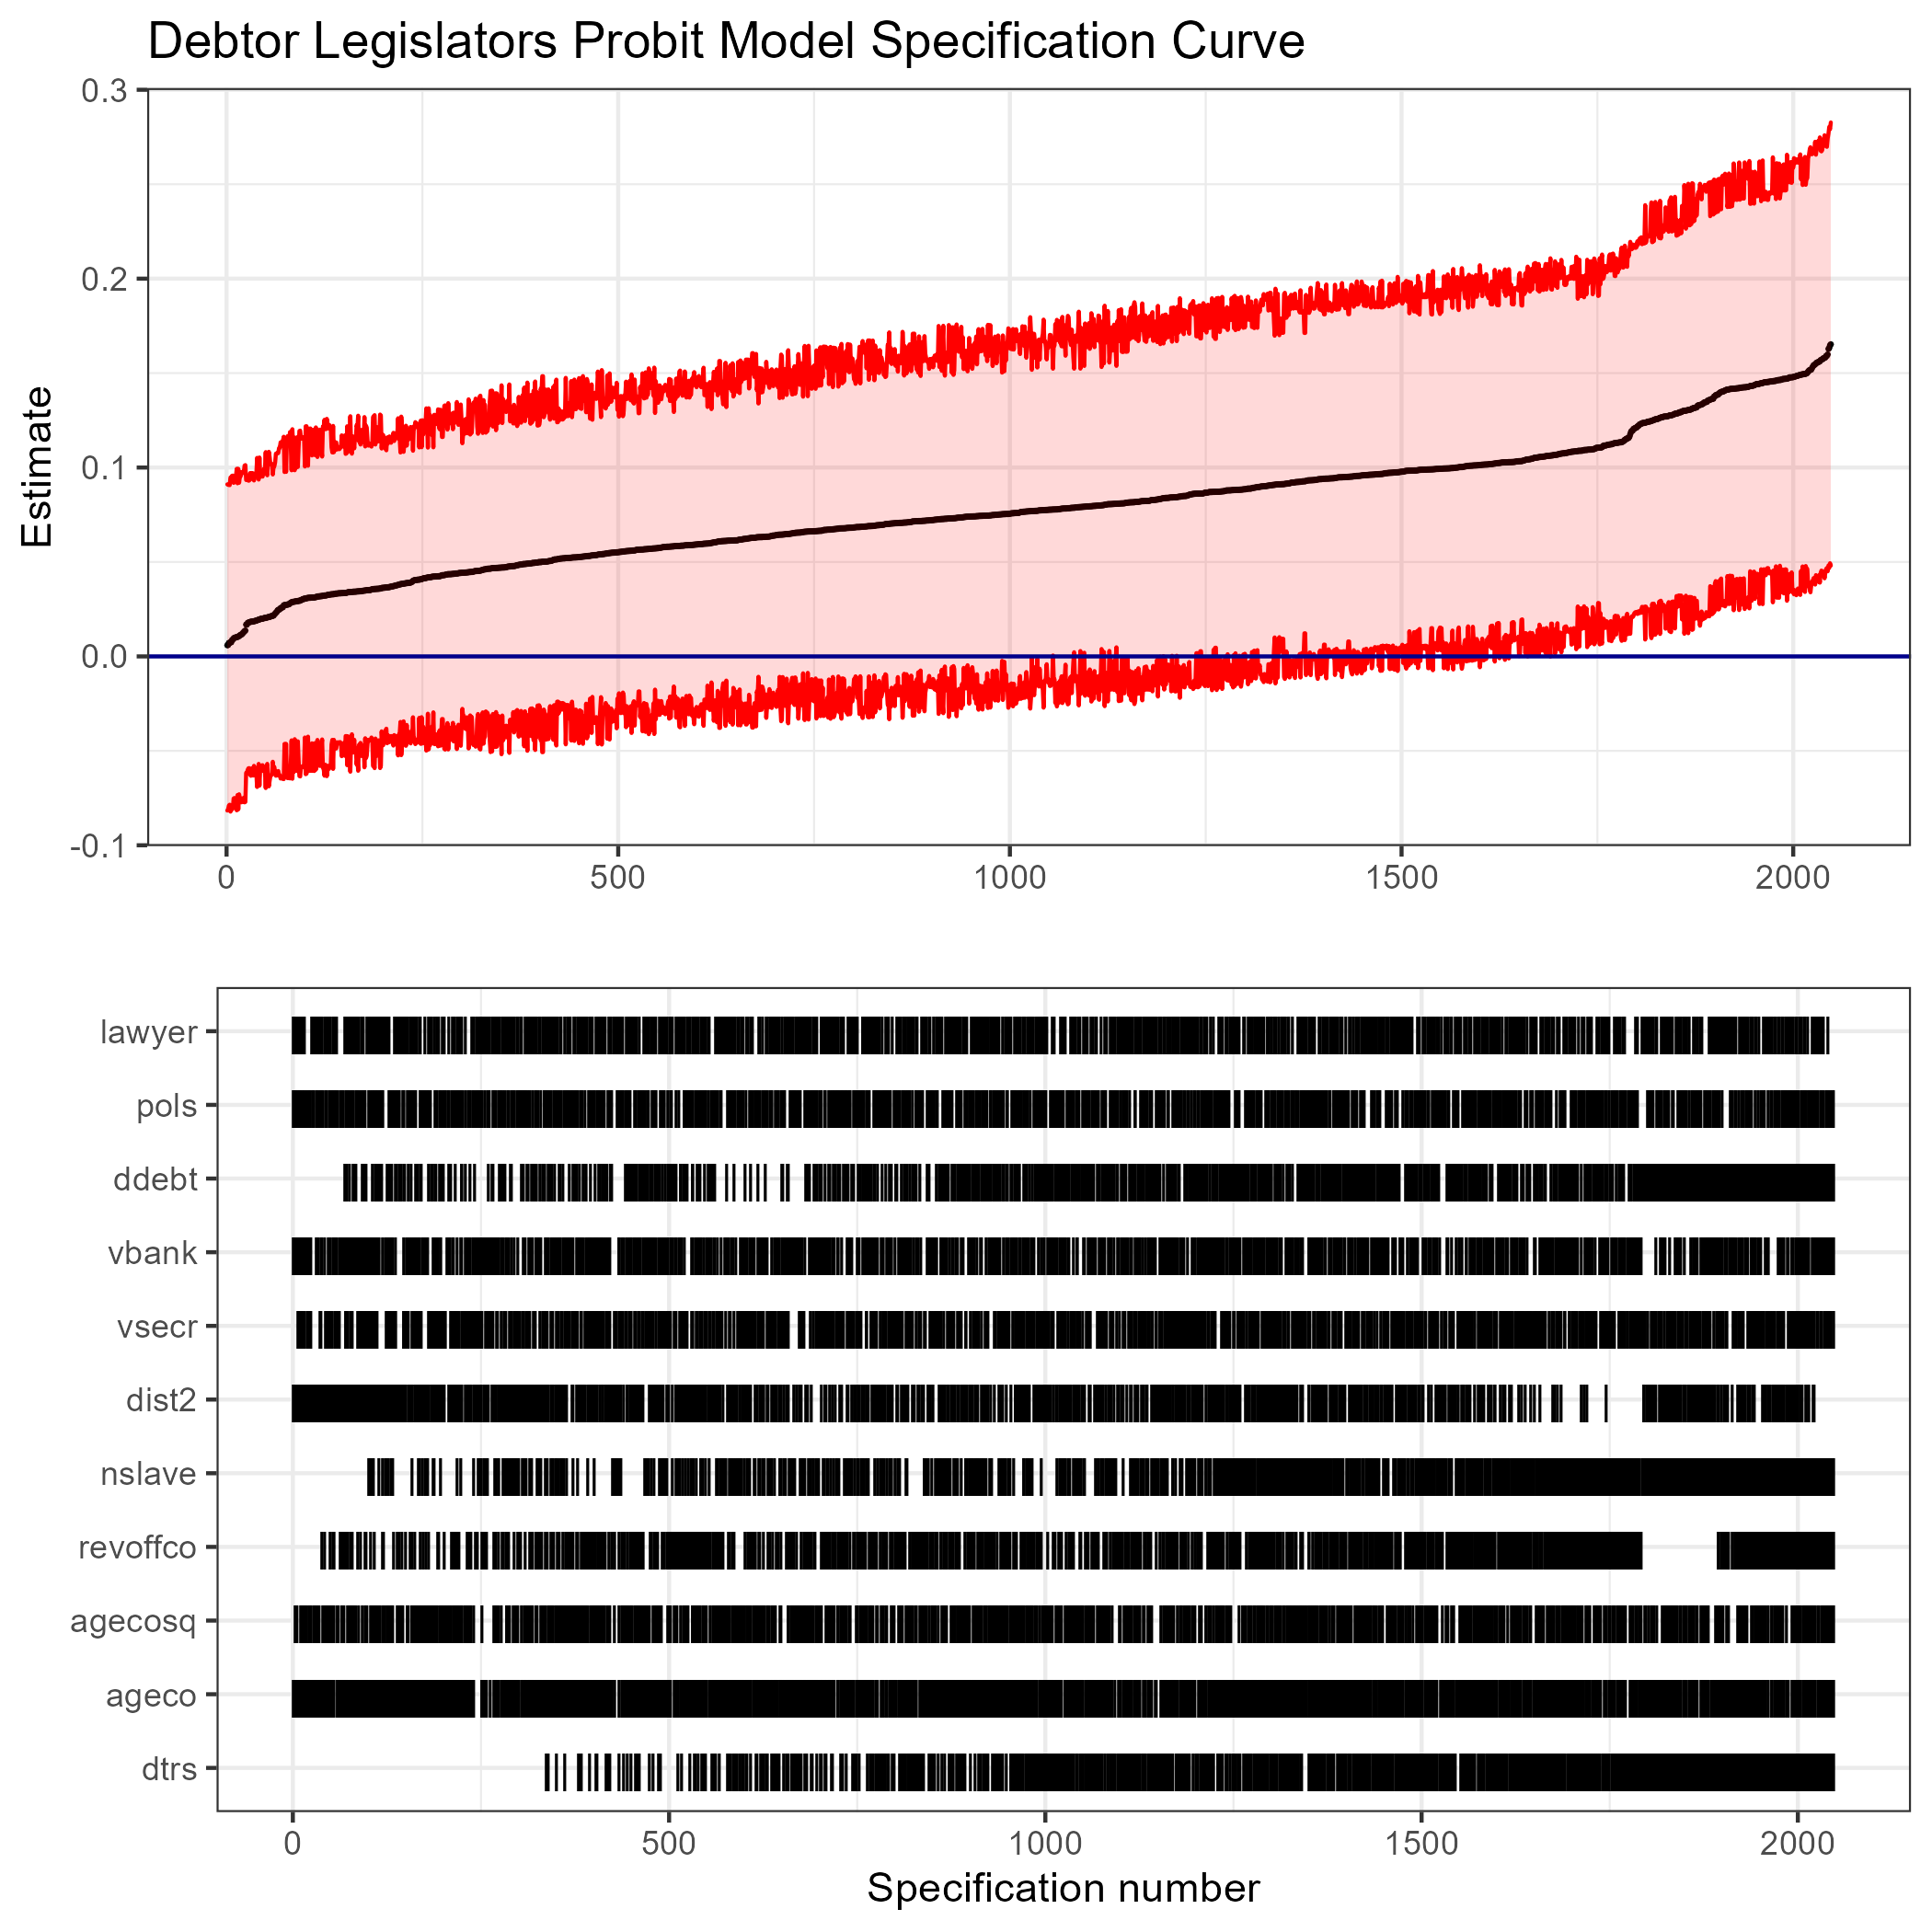 Debtor Legislators Probit Model Specification Curve
0.3
0.2
0.1
0.0
-0.1
Estimate
0 500 1000 1500 2000
lawyer
pols
ddebt
vbank
vsecr
dist2
nslave
revoffco
agecosq
ageco
dtrs
0 500 1000 1500 2000
Specification number